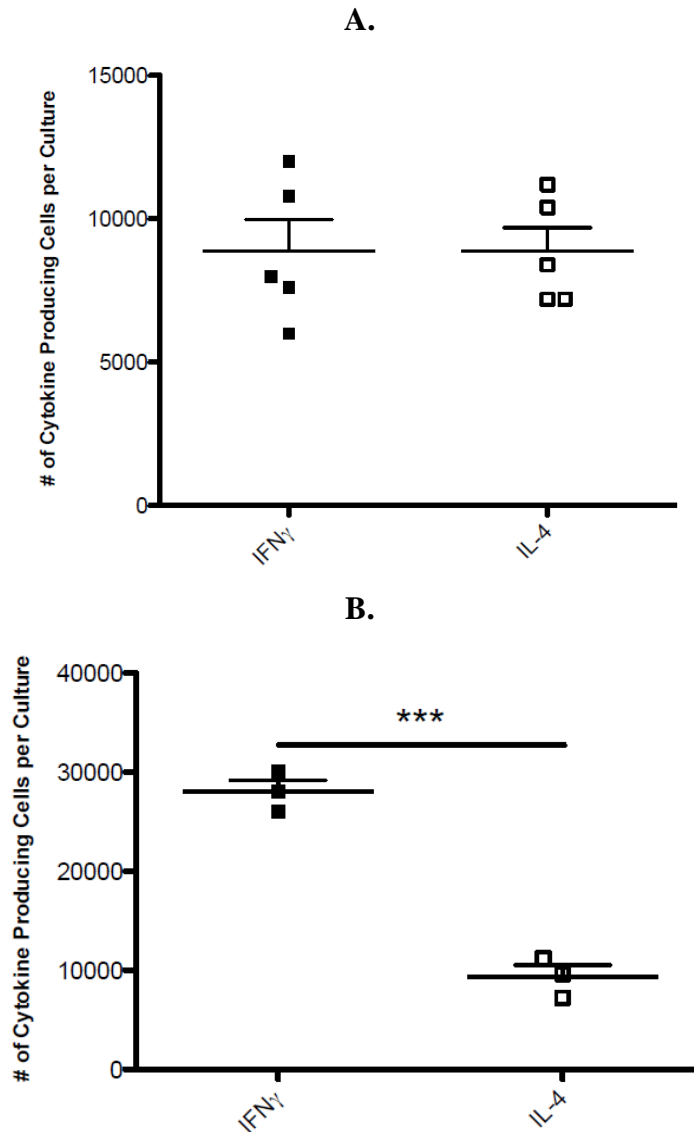 A.
# of Cytokine Producing Cells per Culture
15000
10000
5000
0
IFNγ
IL-4
B.
# of Cytokine Producing Cells per Culture
40000
30000
20000
10000
0
***
IFNγ
IL-4